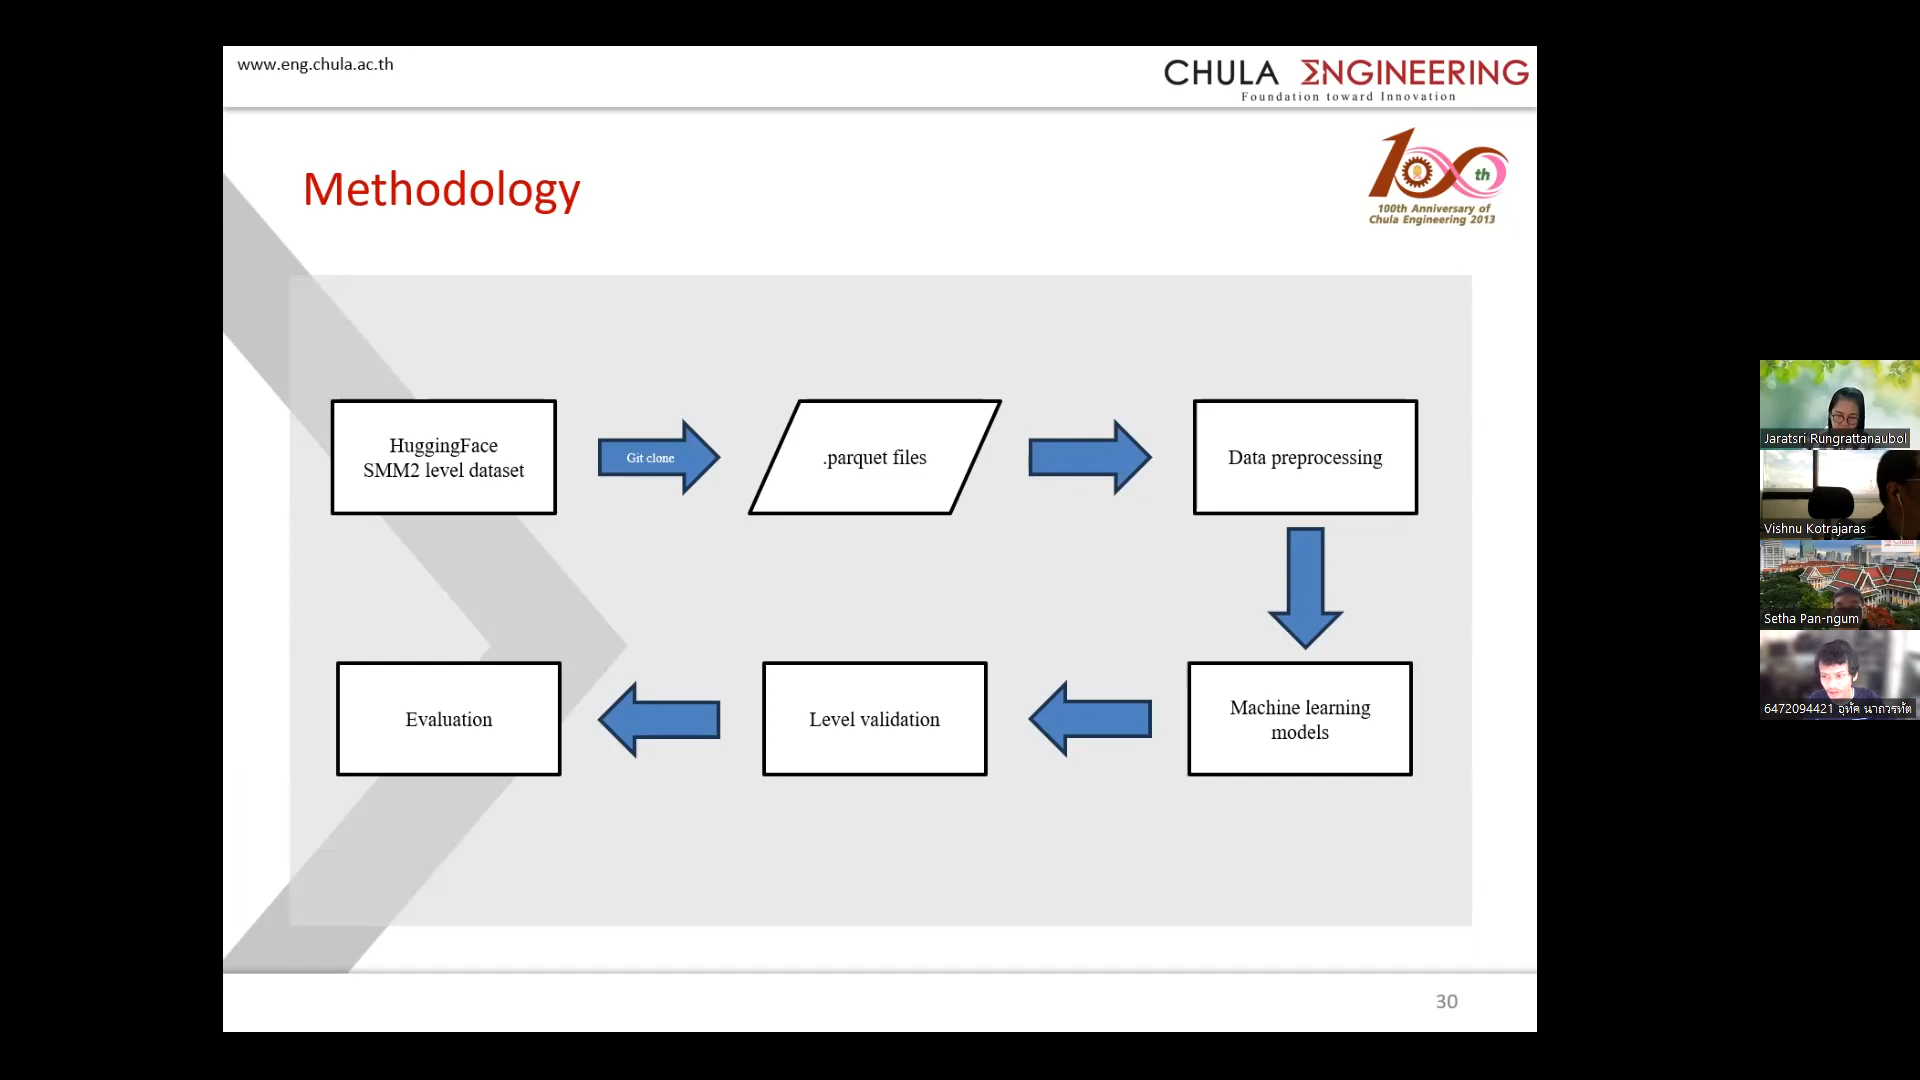 www.eng.chula.ac.th
CHULA ΣNGINEERING
Foundation toward Innovation
100th
100th Anniversary of
Chula Engineering 2013
Methodology
HuggingFace
SMM2 level dataset
Git clone
.parquet files
Data preprocessing
Evaluation
Level validation
Machine learning
models
30
Jaratsri Rungrattanaubol
Vishnu Kotrajaras
Setha Pan-ngum
6472094421